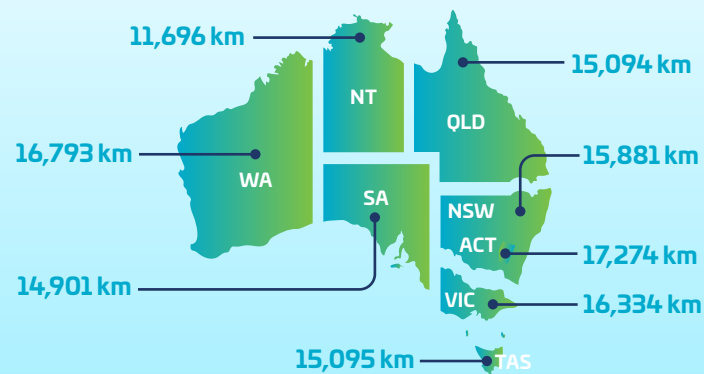 11,696 km
15,094 km
NT
QLD
16,793 km
15,881 km
WA
SA
NSW
ACT
17,274 km
14,901 km
VIC
16,334 km
15,095 km
TAS